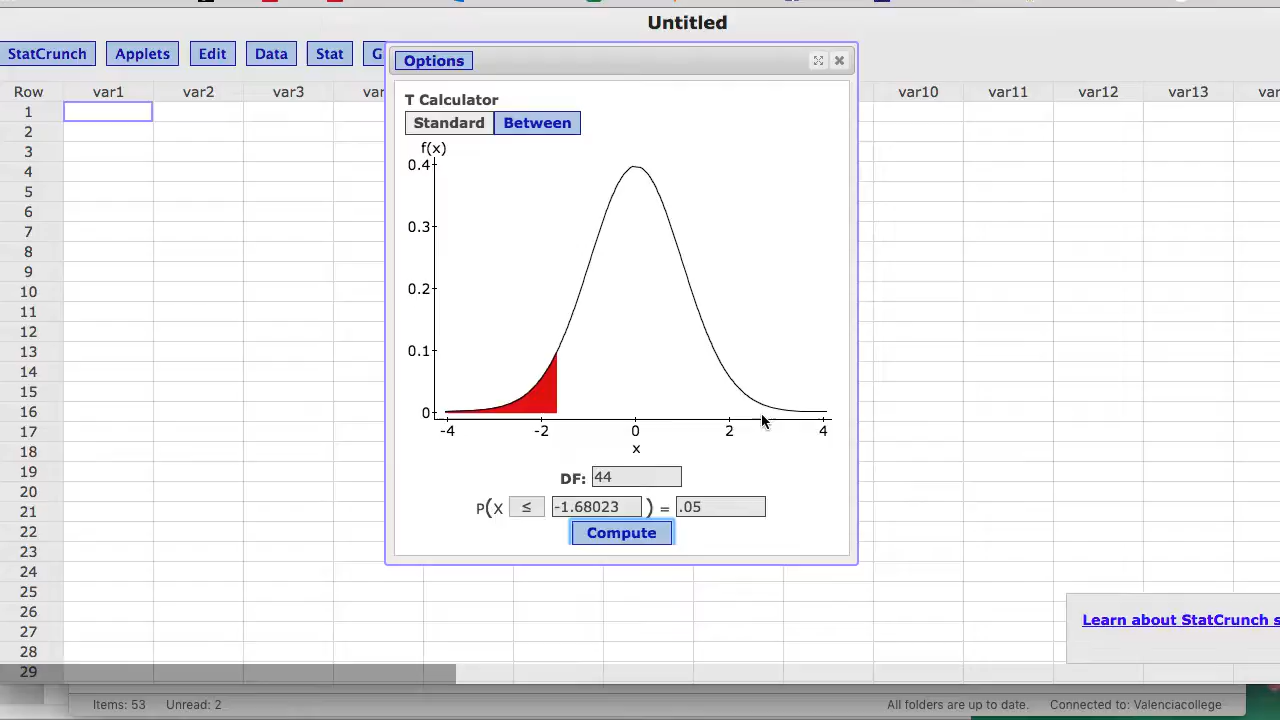 Untitled
StatCrunch Applets Edit Data Stat G
Options
Row var1 var2 var3 var var10 var11 var12 var13 var
T Calculator
Standard Between
f(x)
0.4
0.3
0.2
0.1
0
-4 -2 0 2 4
x
DF: 44
P(X ≤ -1.68023 ) = .05
Compute
1
2
3
4
5
6
7
8
9
10
11
12
13
14
15
16
17
18
19
20
21
22
23
24
25
26
27
28
29
Learn about StatCrunch s
Items: 53 Unread: 2 All folders are up to date. Connected to: Valenciacollege